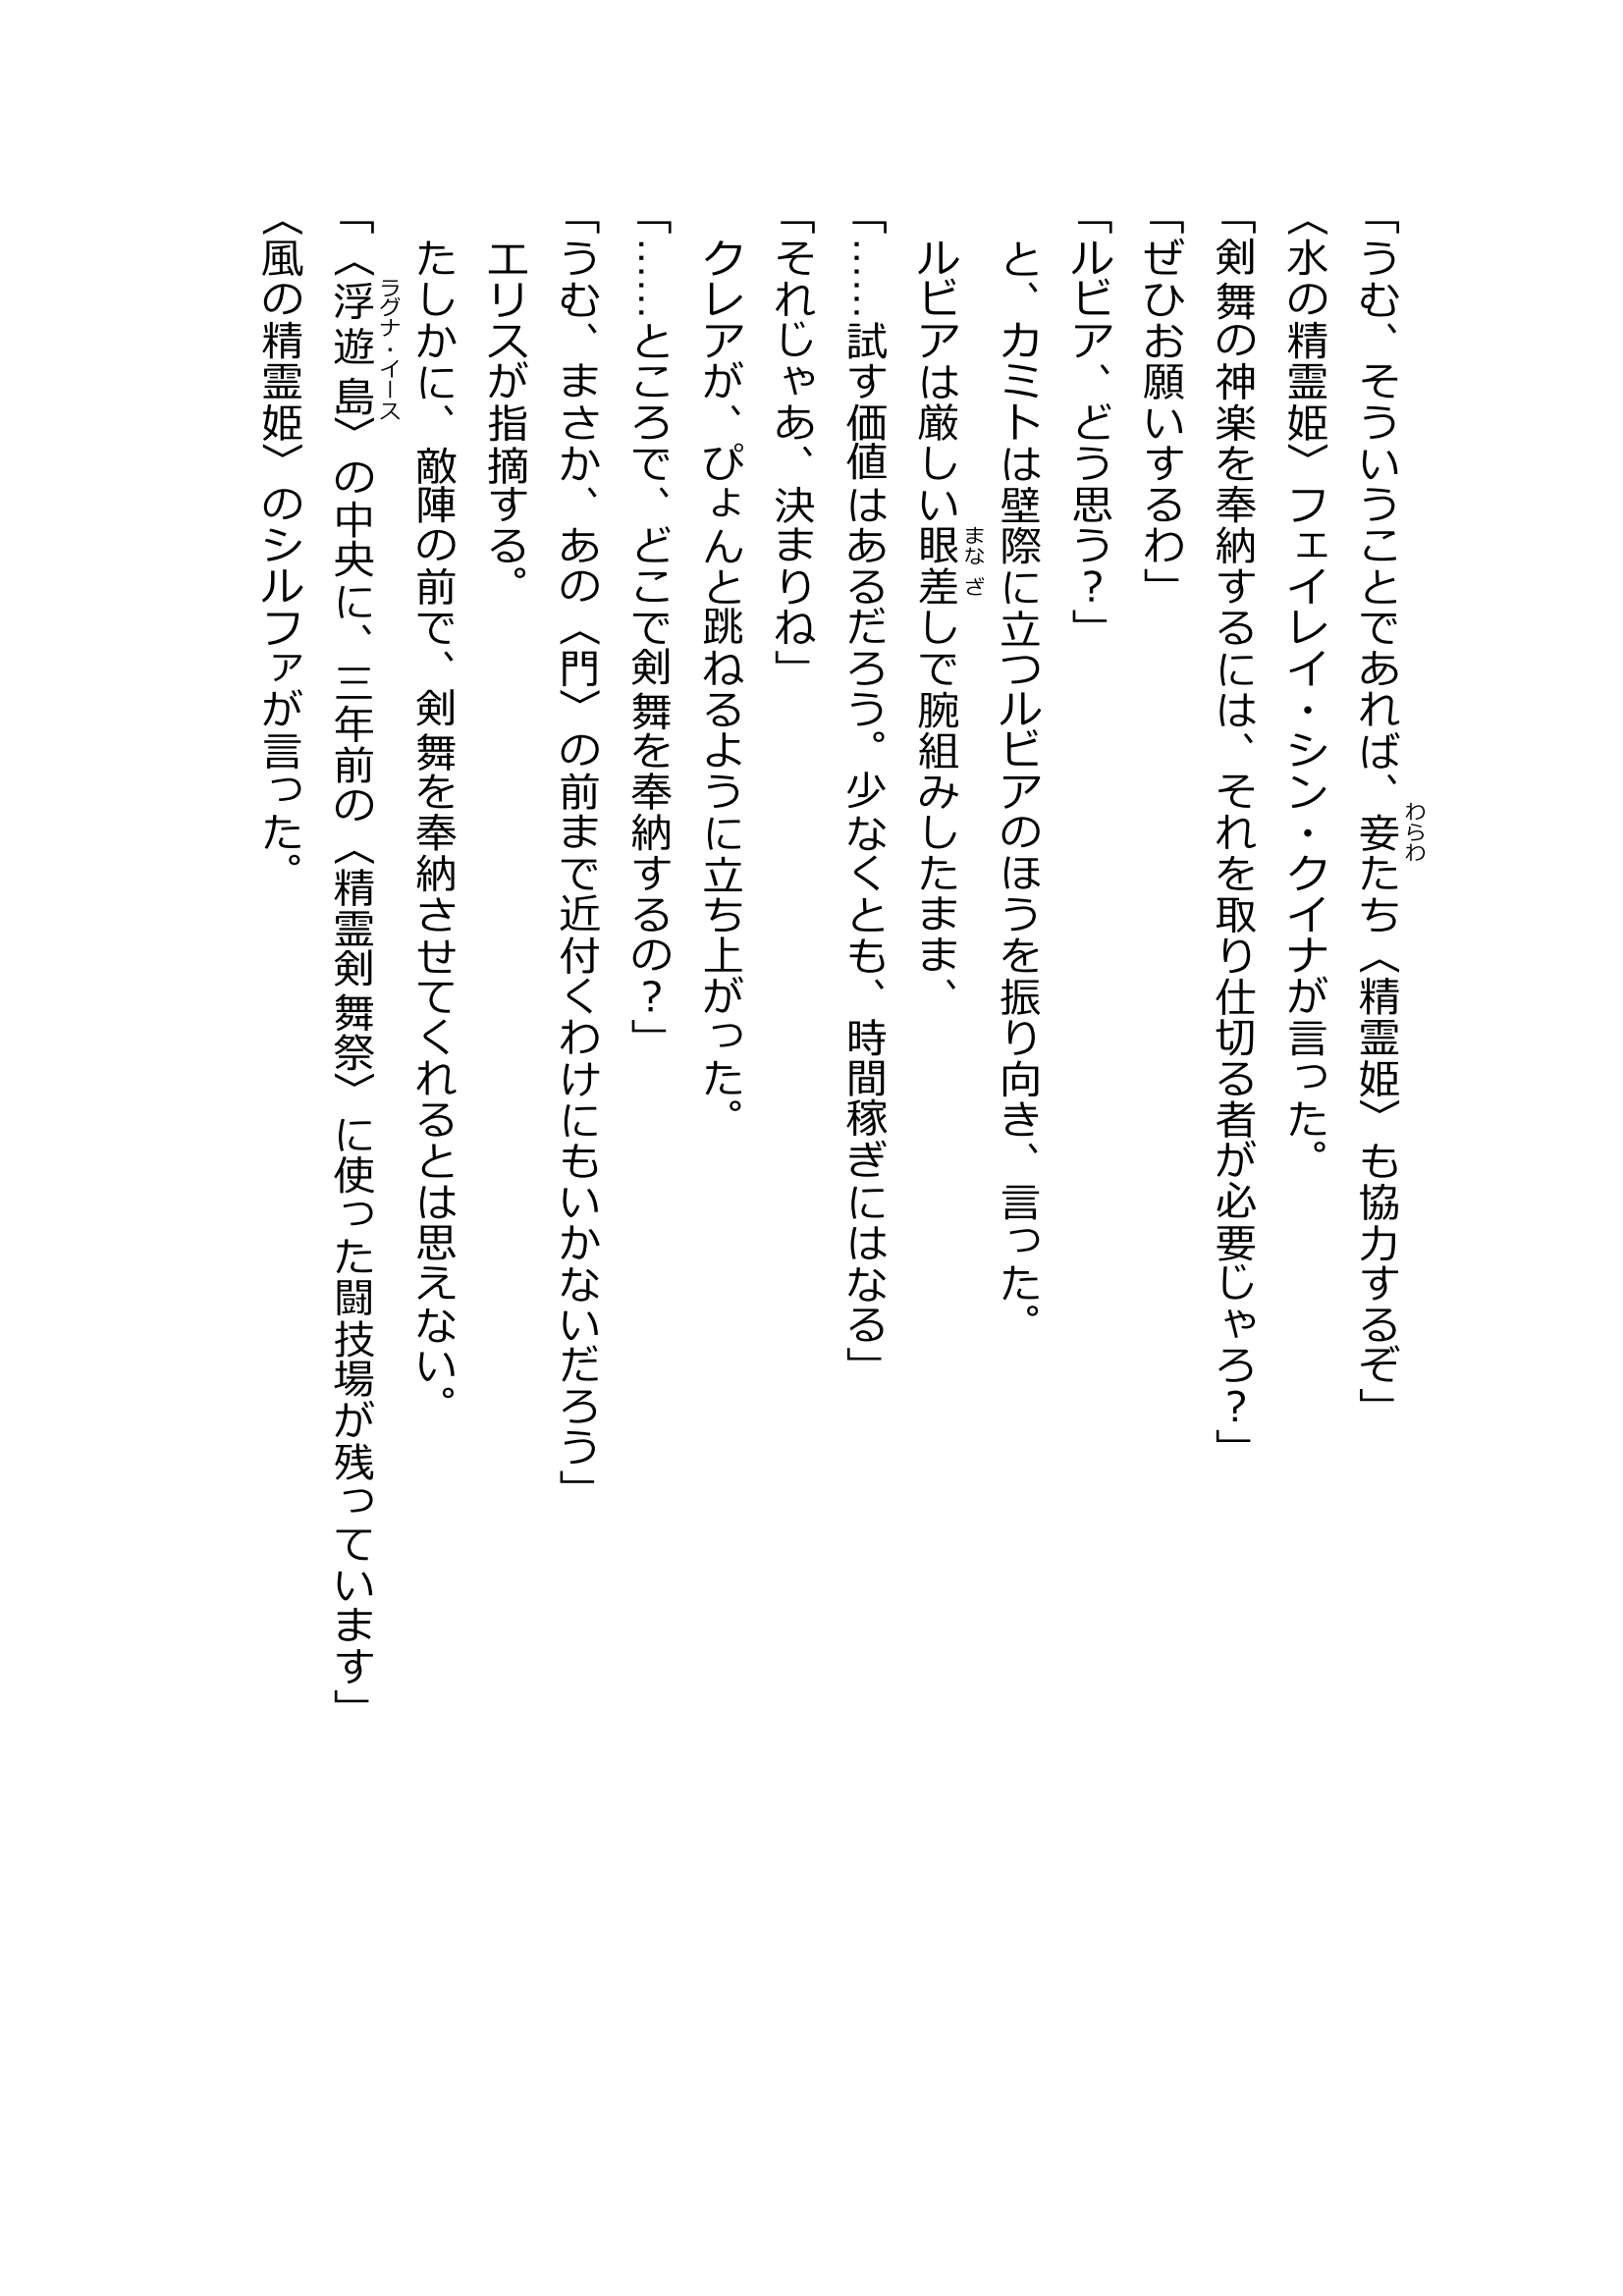 「うむ、そういうことであれば、妾たち〈精霊姫〉も協力するぞ」
〈水の精霊姫〉フェイレイ・シン・クイナが言った。
「剣舞の神楽を奉納するには、それを取り仕切る者が必要じゃろ？」
「ぜひお願いするわ」
「ルビア、どう思う？」
　と、カミトは壁際に立つルビアのほうを振り向き、言った。
　ルビアは厳しい眼差しで腕組みしたまま、
「……試す価値はあるだろう。少なくとも、時間稼ぎにはなる」
「それじゃあ、決まりね」
　クレアが、ぴょんと跳ねるように立ち上がった。
「……ところで、どこで剣舞を奉納するの？」
「うむ、まさか、あの〈門〉の前まで近付くわけにもいかないだろう」
　エリスが指摘する。
　たしかに、敵陣の前で、剣舞を奉納させてくれるとは思えない。
「〈浮遊島〉の中央に、三年前の〈精霊剣舞祭〉に使った闘技場が残っています」
〈風の精霊姫〉のシルファが言った。
わらわ
まなざ
ラグナ・イース